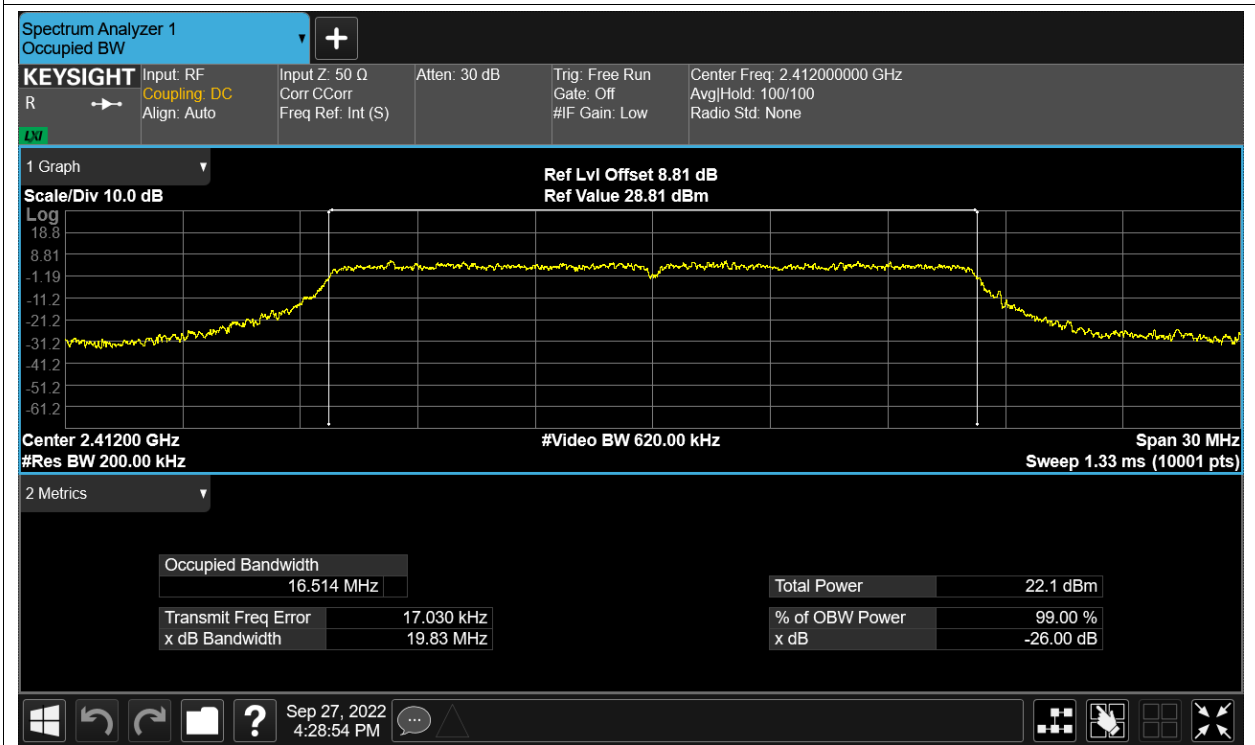 Spectrum Analyzer 1
Occupied BW
KEYSIGHT Input: RF Input Z: 50 Ω Atten: 30 dB Trig: Free Run Center Freq: 2.412000000 GHz
R Coupling: DC Corr CCorr Gate: Off Avg|Hold: 100/100
Align: Auto Freq Ref: Int (S) #IF Gain: Low Radio Std: None
LXI
1 Graph
Ref Lvl Offset 8.81 dB
Scale/Div 10.0 dB Ref Value 28.81 dBm
Log
18.8
8.81
-1.19
-11.2
-21.2
-31.2
-41.2
-51.2
-61.2
Center 2.41200 GHz #Video BW 620.00 kHz Span 30 MHz
#Res BW 200.00 kHz Sweep 1.33 ms (10001 pts)
2 Metrics
Occupied Bandwidth
16.514 MHz Total Power 22.1 dBm
Transmit Freq Error 17.030 kHz % of OBW Power 99.00 %
x dB Bandwidth 19.83 MHz x dB -26.00 dB
? Sep 27, 2022
4:28:54 PM